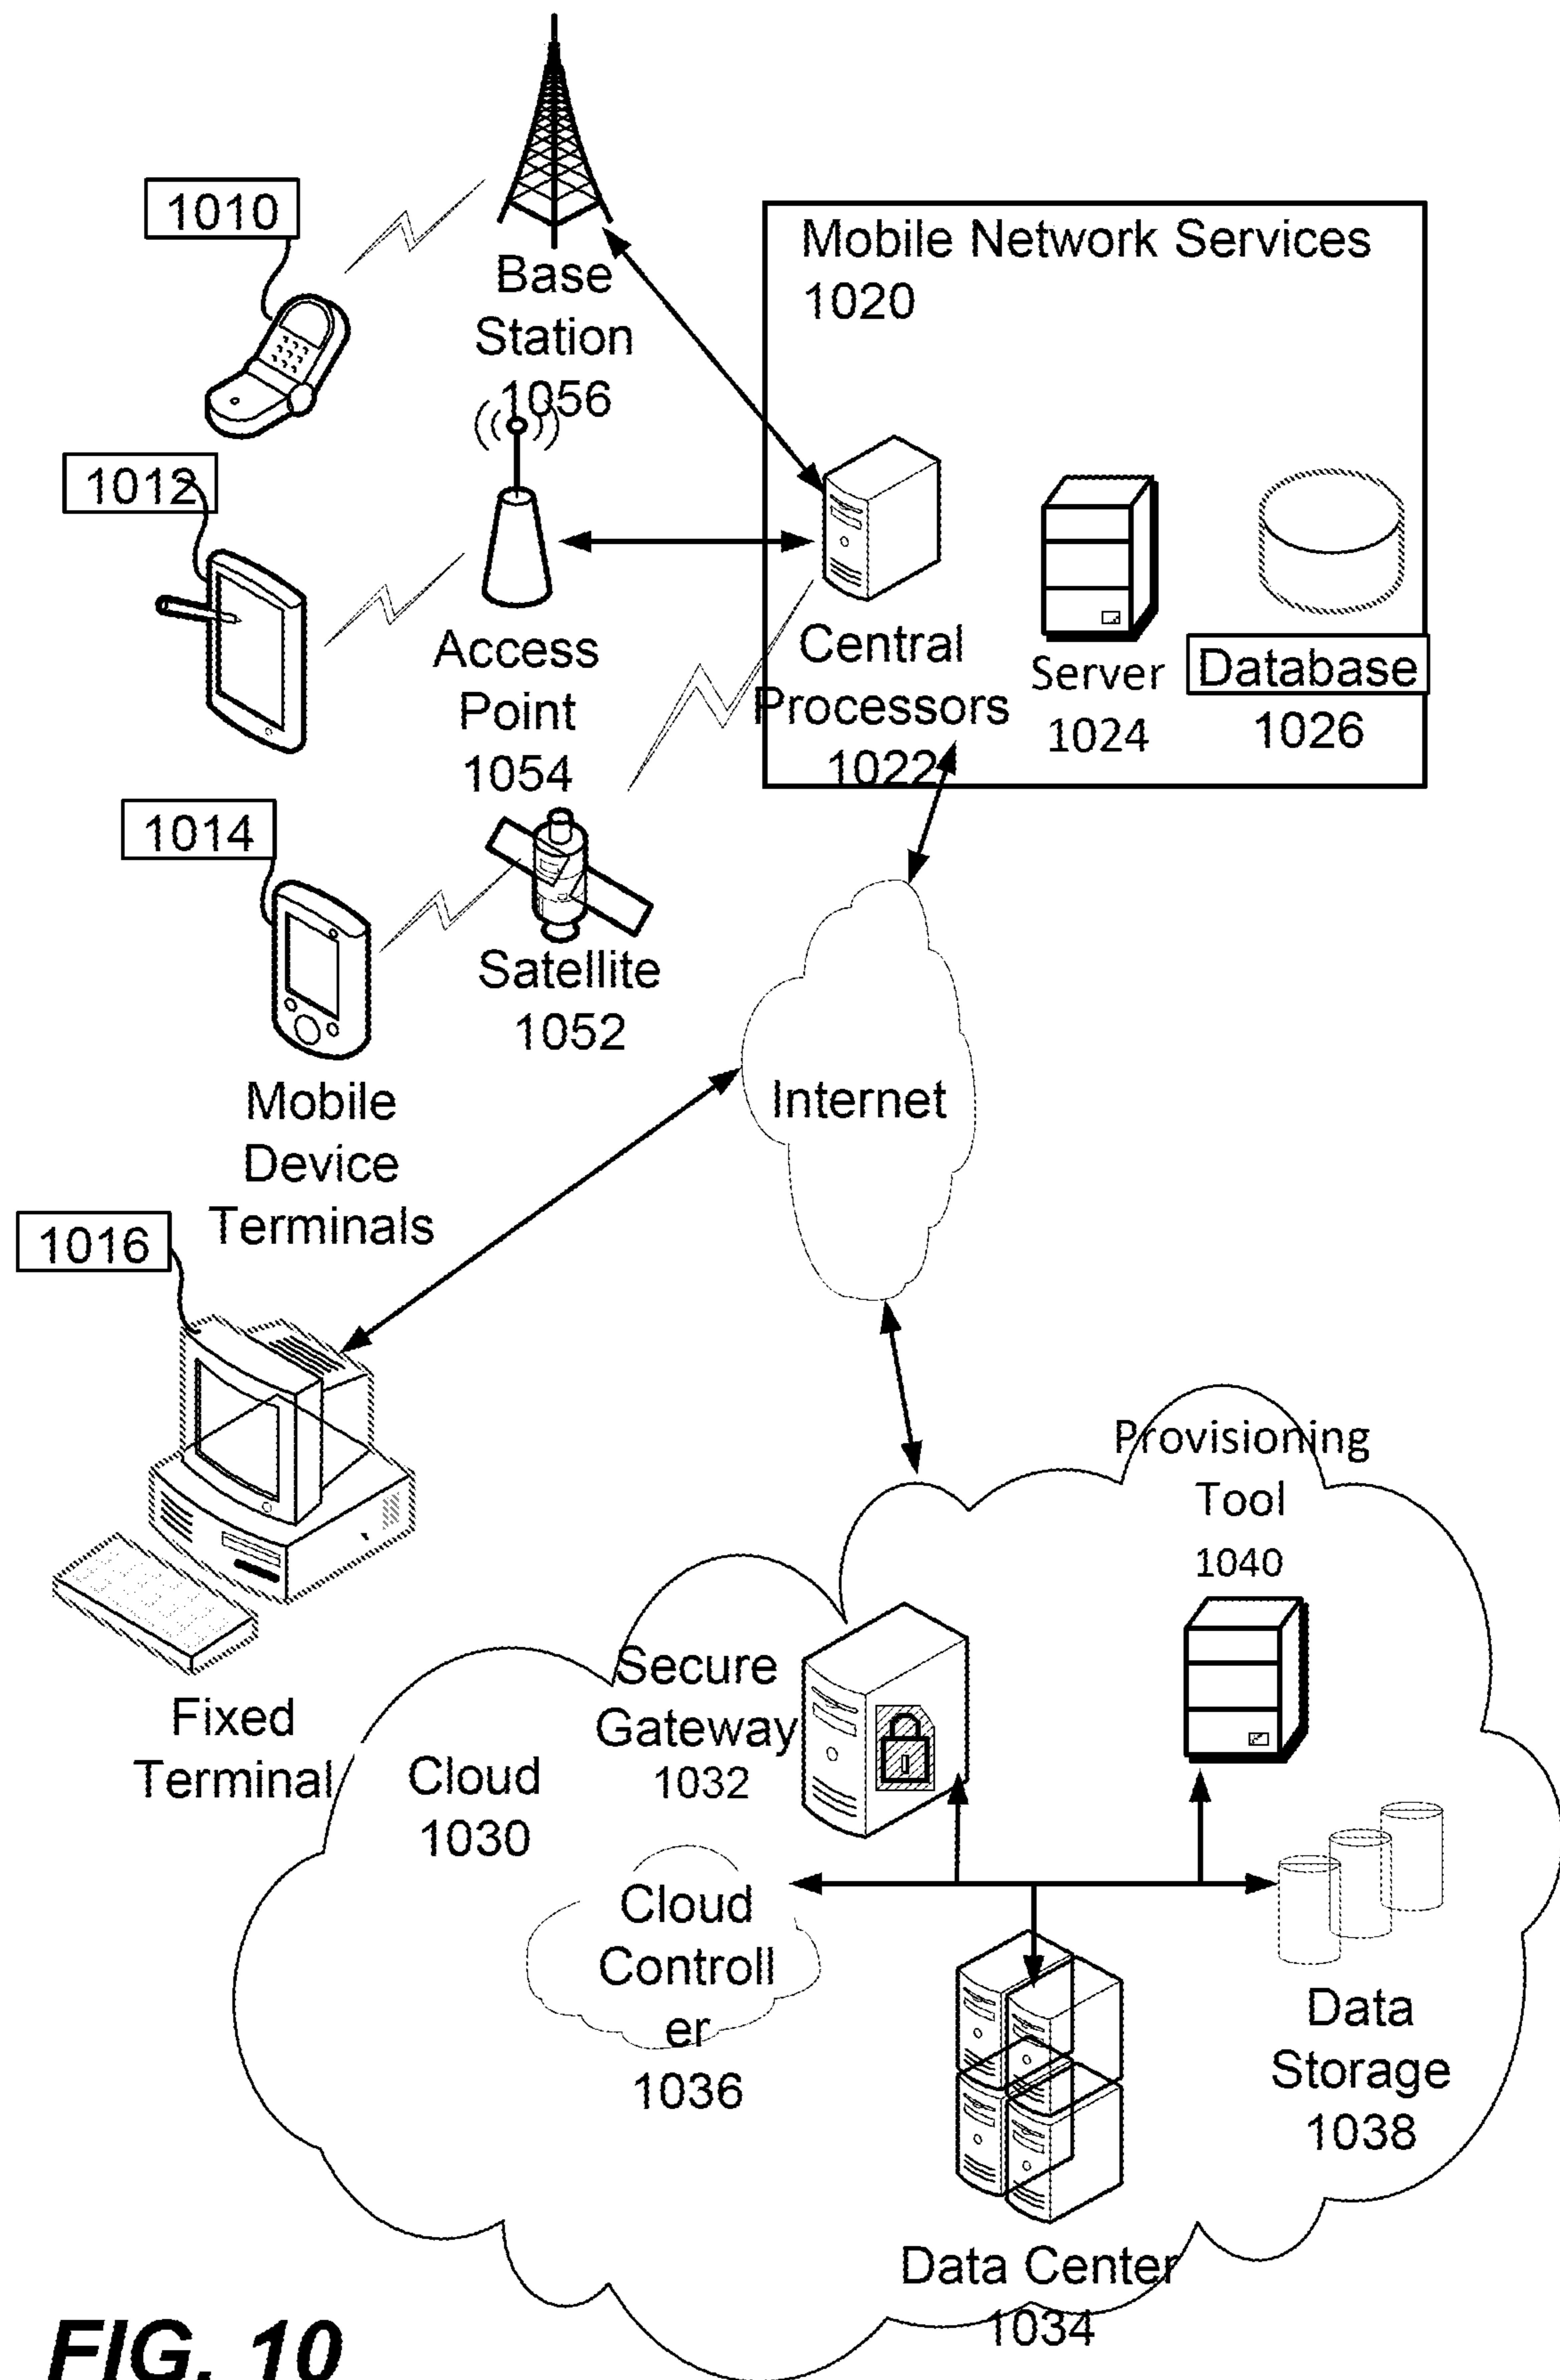 1010
Base
Station
1056
Mobile Network Services
1020
1012
Access
Point
1054
Central
Processors
1022
Server
1024
Database
1026
1014
Satellite
1052
Mobile
Device
Terminals
Internet
1016
Fixed
Terminal
Provisioning
Tool
1040
Secure
Gateway
1032
Cloud
1030
Cloud
Controll
er
1036
Data
Storage
1038
Data Center
1034
FIG. 10